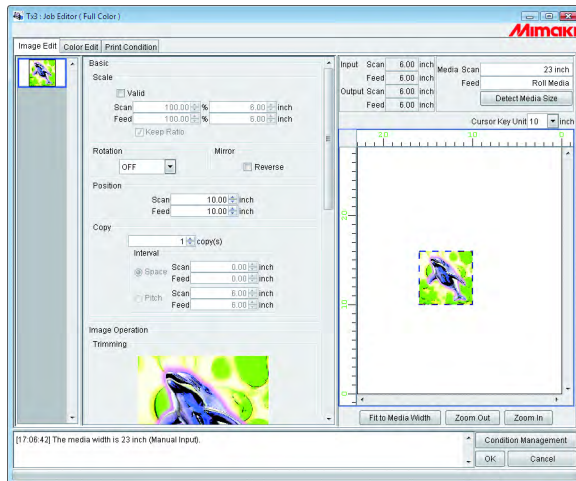 Tx3 : Job Editor ( Full Color )
Mimaki
Image Edit Color Edit Print Condition
Basic
Scale
Valid
Scan 100.00 % 6.00 inch
Feed 100.00 % 6.00 inch
Keep Ratio
Rotation Mirror
OFF Reverse
Position
Scan 10.00 inch
Feed 10.00 inch
Copy
1 copy(s)
Interval
Space Scan 0.00 inch
Feed 0.00 inch
Pitch Scan 6.00 inch
Feed 6.00 inch
Image Operation
Trimming
Input Scan 6.00 inch
Feed 6.00 inch
Output Scan 6.00 inch
Feed 6.00 inch
Media Scan 23 inch
Feed Roll Media
Detect Media Size
Cursor Key Unit 10 inch
20 10 0
20
10
0
Fit to Media Width Zoom Out Zoom In
[17:06:42] The media width is 23 inch (Manual Input).
Condition Management
OK Cancel